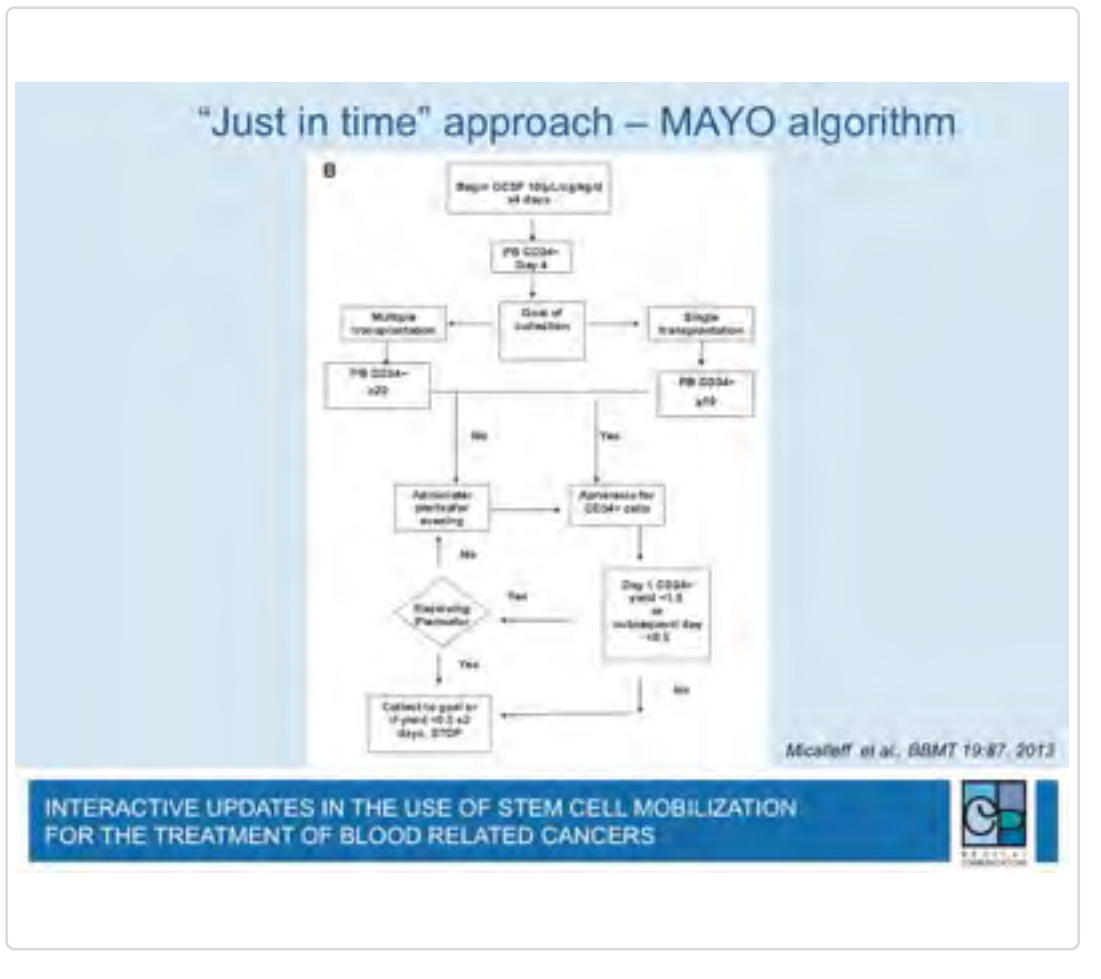 “Just in time” approach – MAYO algorithm
B
Begin GCSF
x4 days
PB CD34+
Day 4
Multiple
transplantation
Goal of
collection
Single
transplantation
PB CD34+
PB CD34+
No
Yes
Administer
plerixafor
evening
Apheresis for
CD34+ cells
No
Yes
Day 1 CD34+
yield <1.5
or
subsequent day
<0.5
Receiving
Plerixafor
Yes
No
Collect to goal or
if yield <0.5 x2
days, STOP
Micallef et al., BBMT 19:87, 2013
INTERACTIVE UPDATES IN THE USE OF STEM CELL MOBILIZATION
FOR THE TREATMENT OF BLOOD RELATED CANCERS